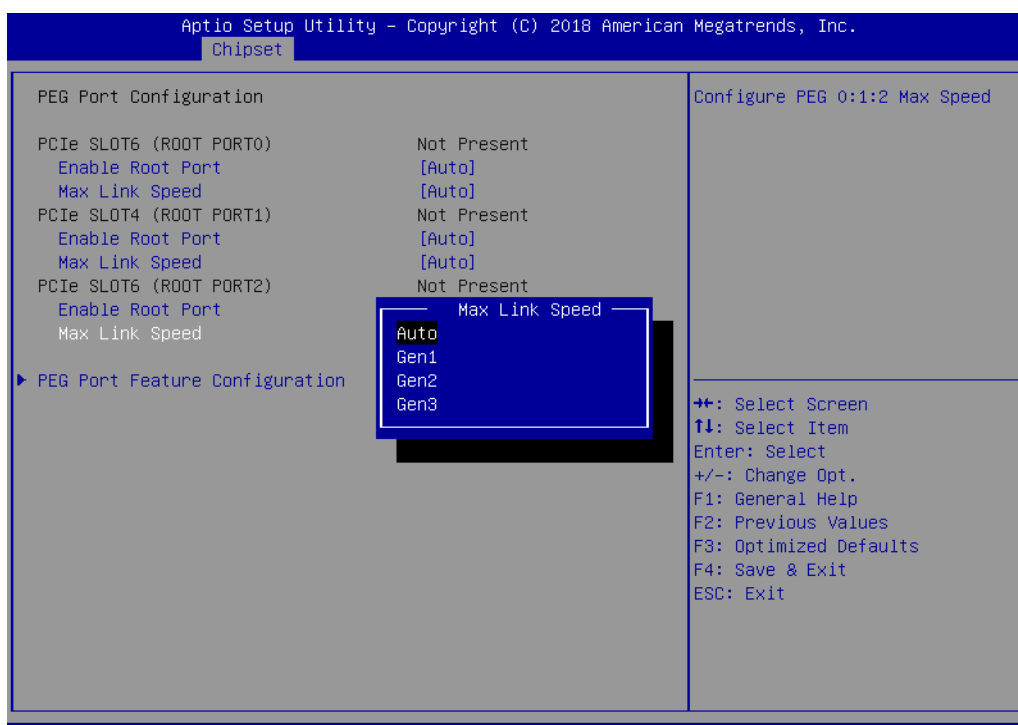 Aptio Setup Utility – Copyright (C) 2018 American Megatrends, Inc.
Chipset
PEG Port Configuration
PCIe SLOT6 (ROOT PORT0) Not Present
Enable Root Port [Auto]
Max Link Speed [Auto]
PCIe SLOT4 (ROOT PORT1) Not Present
Enable Root Port [Auto]
Max Link Speed [Auto]
PCIe SLOT6 (ROOT PORT2) Not Present
Enable Root Port
Max Link Speed
PEG Port Feature Configuration
Max Link Speed
Auto
Gen1
Gen2
Gen3
Configure PEG 0:1:2 Max Speed
→←: Select Screen
↑↓: Select Item
Enter: Select
+/-: Change Opt.
F1: General Help
F2: Previous Values
F3: Optimized Defaults
F4: Save & Exit
ESC: Exit